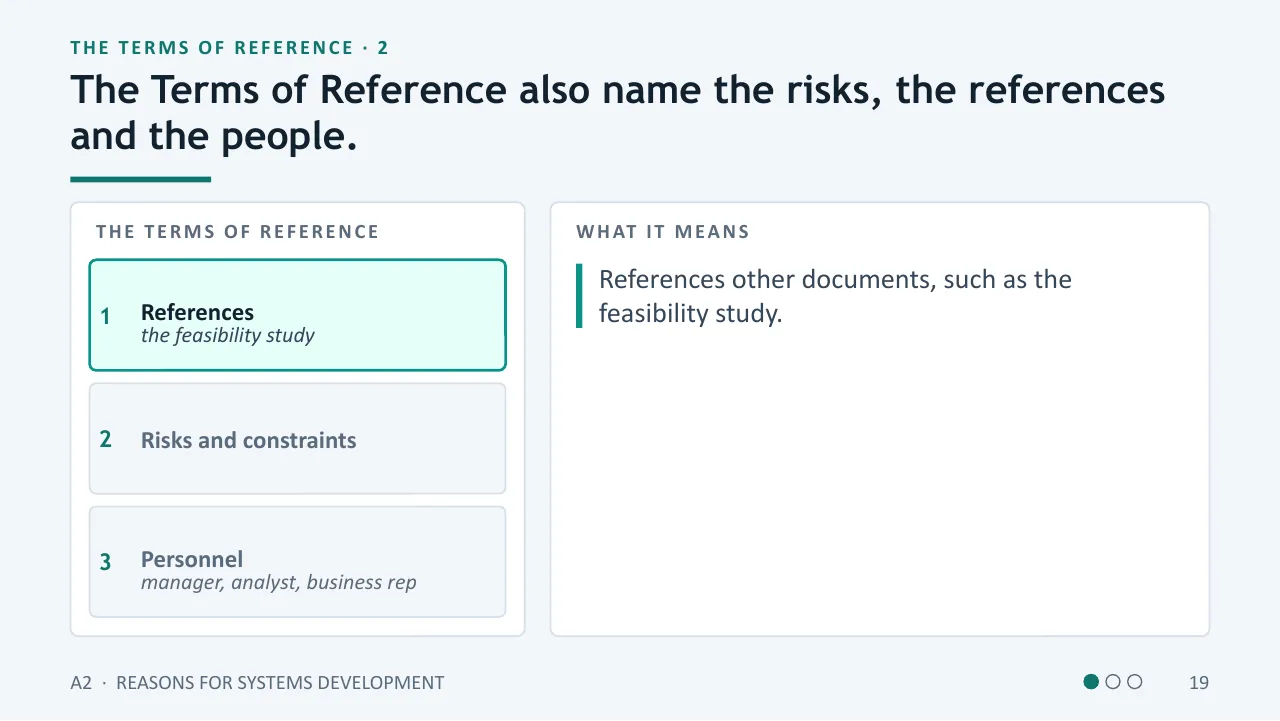 THE TERMS OF REFERENCE · 2
The Terms of Reference also name the risks, the references
and the people.
THE TERMS OF REFERENCE
1
References
the feasibility study
2
Risks and constraints
3
Personnel
manager, analyst, business rep
WHAT IT MEANS
References other documents, such as the
feasibility study.
A2 · REASONS FOR SYSTEMS DEVELOPMENT
19